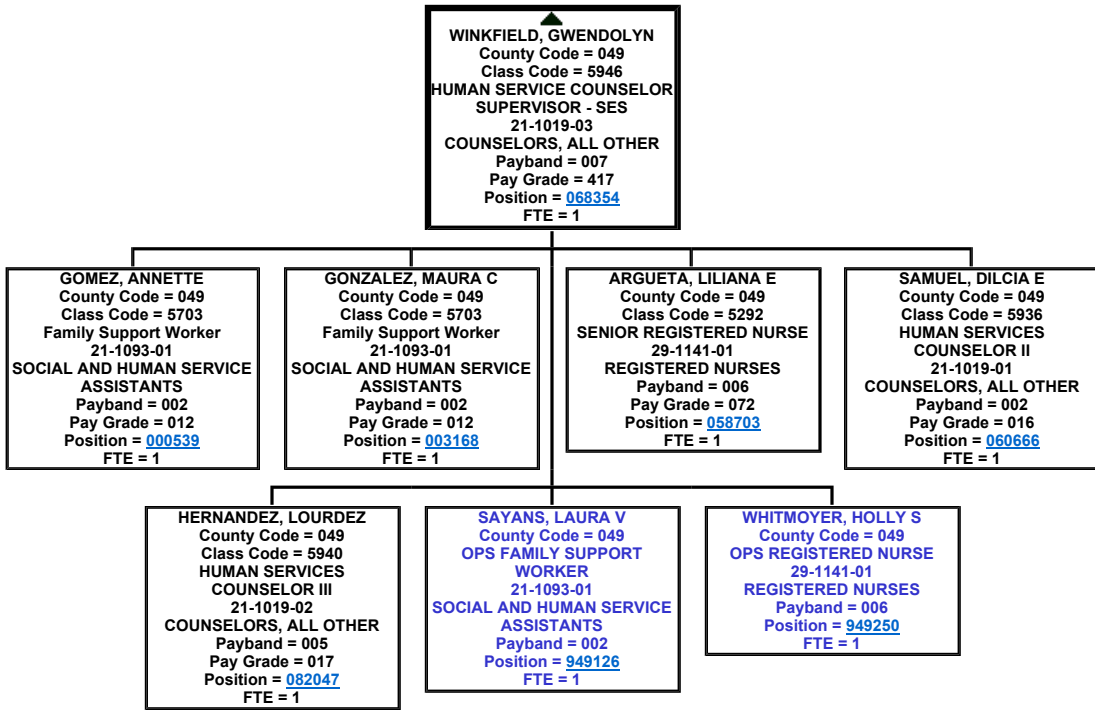 WINKFIELD, GWENDOLYN
County Code = 049
Class Code = 5946
HUMAN SERVICE COUNSELOR
SUPERVISOR - SES
21-1019-03
COUNSELORS, ALL OTHER
Payband = 007
Pay Grade = 417
Position = 068354
FTE = 1
GOMEZ, ANNETTE
County Code = 049
Class Code = 5703
Family Support Worker
21-1093-01
SOCIAL AND HUMAN SERVICE
ASSISTANTS
Payband = 002
Pay Grade = 012
Position = 000539
FTE = 1
GONZALEZ, MAURA C
County Code = 049
Class Code = 5703
Family Support Worker
21-1093-01
SOCIAL AND HUMAN SERVICE
ASSISTANTS
Payband = 002
Pay Grade = 012
Position = 003168
FTE = 1
ARGUETA, LILIANA E
County Code = 049
Class Code = 5292
SENIOR REGISTERED NURSE
29-1141-01
REGISTERED NURSES
Payband = 006
Pay Grade = 072
Position = 058703
FTE = 1
SAMUEL, DILCIA E
County Code = 049
Class Code = 5936
HUMAN SERVICES
COUNSELOR II
21-1019-01
COUNSELORS, ALL OTHER
Payband = 002
Pay Grade = 016
Position = 060666
FTE = 1
HERNANDEZ, LOURDEZ
County Code = 049
Class Code = 5940
HUMAN SERVICES
COUNSELOR III
21-1019-02
COUNSELORS, ALL OTHER
Payband = 005
Pay Grade = 017
Position = 082047
FTE = 1
SAYANS, LAURA V
County Code = 049
OPS FAMILY SUPPORT
WORKER
21-1093-01
SOCIAL AND HUMAN SERVICE
ASSISTANTS
Payband = 002
Position = 949126
FTE = 1
WHITMOYER, HOLLY S
County Code = 049
OPS REGISTERED NURSE
29-1141-01
REGISTERED NURSES
Payband = 006
Position = 949250
FTE = 1